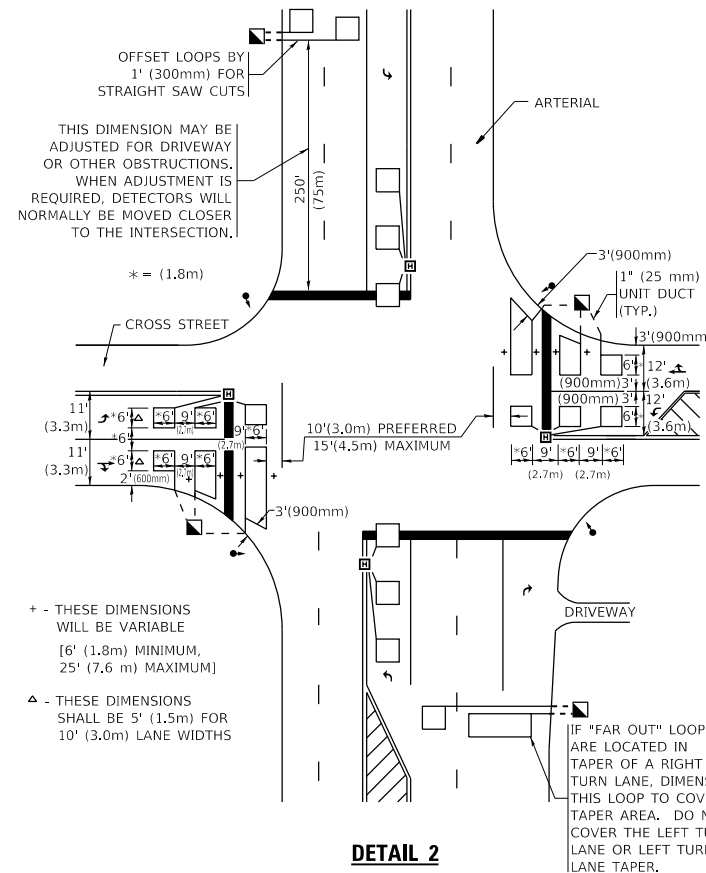 OFFSET LOOPS BY
1' (300mm) FOR
STRAIGHT SAW CUTS
ARTERIAL
THIS DIMENSION MAY BE
ADJUSTED FOR DRIVEWAY
OR OTHER OBSTRUCTIONS.
WHEN ADJUSTMENT IS
REQUIRED, DETECTORS WILL
NORMALLY BE MOVED CLOSER
TO THE INTERSECTION.
250'
(75m)
* = (1.8m)
H
3'(900mm)
1" (25 mm)
UNIT DUCT
(TYP.)
CROSS STREET
3'(900mm
+ +
+ +
6'* 12'
(900mm) 3' (3.6m)
(900mm) 3' 12'
6'* (3.6m)
H
*6' 9' *6' 9' *6'
(2.7m) (2.7m)
10'(3.0m) PREFERRED
15'(4.5m) MAXIMUM
H
11'
(3.3m)
*6' Δ
*6' 9' *6'
(2.7m)
9' *6'
(2.7m)
*6'
11'
(3.3m)
*6' Δ
*6' 9' *6'
(2.7m)
2'(600mm)
+ + +
3'(900mm)
H
+ - THESE DIMENSIONS
WILL BE VARIABLE
[6' (1.8m) MINIMUM,
25' (7.6 m) MAXIMUM]
Δ - THESE DIMENSIONS
SHALL BE 5' (1.5m) FOR
10' (3.0m) LANE WIDTHS
DRIVEWAY
IF "FAR OUT" LOOP
ARE LOCATED IN
TAPER OF A RIGHT
TURN LANE, DIMENS
THIS LOOP TO COV
TAPER AREA. DO N
COVER THE LEFT TU
LANE OR LEFT TUR
LANE TAPER.
DETAIL 2